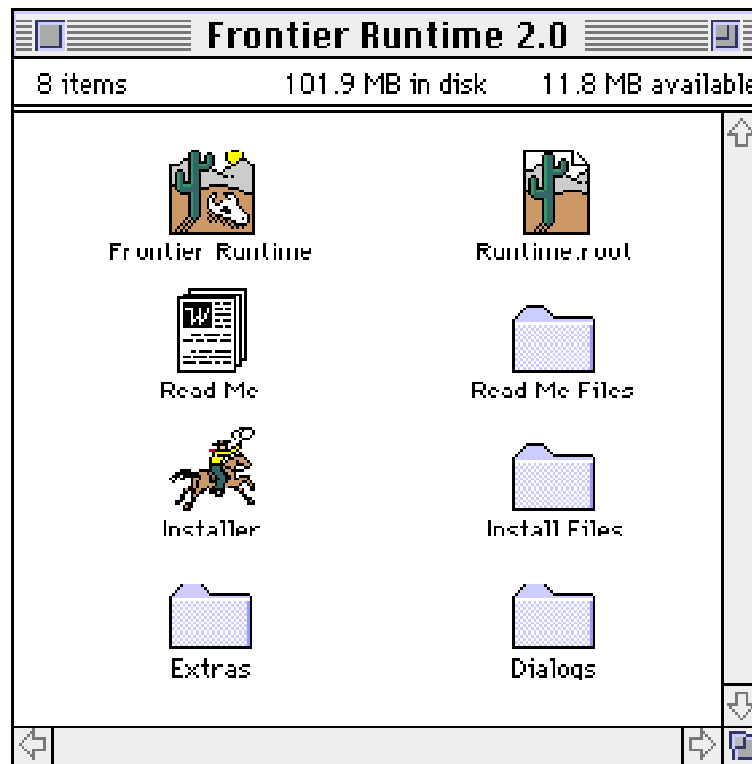 Frontier Runtime 2.0
8 items 101.9 MB in disk 11.8 MB available
Frontier Runtime Runtime.root
W
Read Me Read Me Files
Installer Install Files
Extras Dialogs